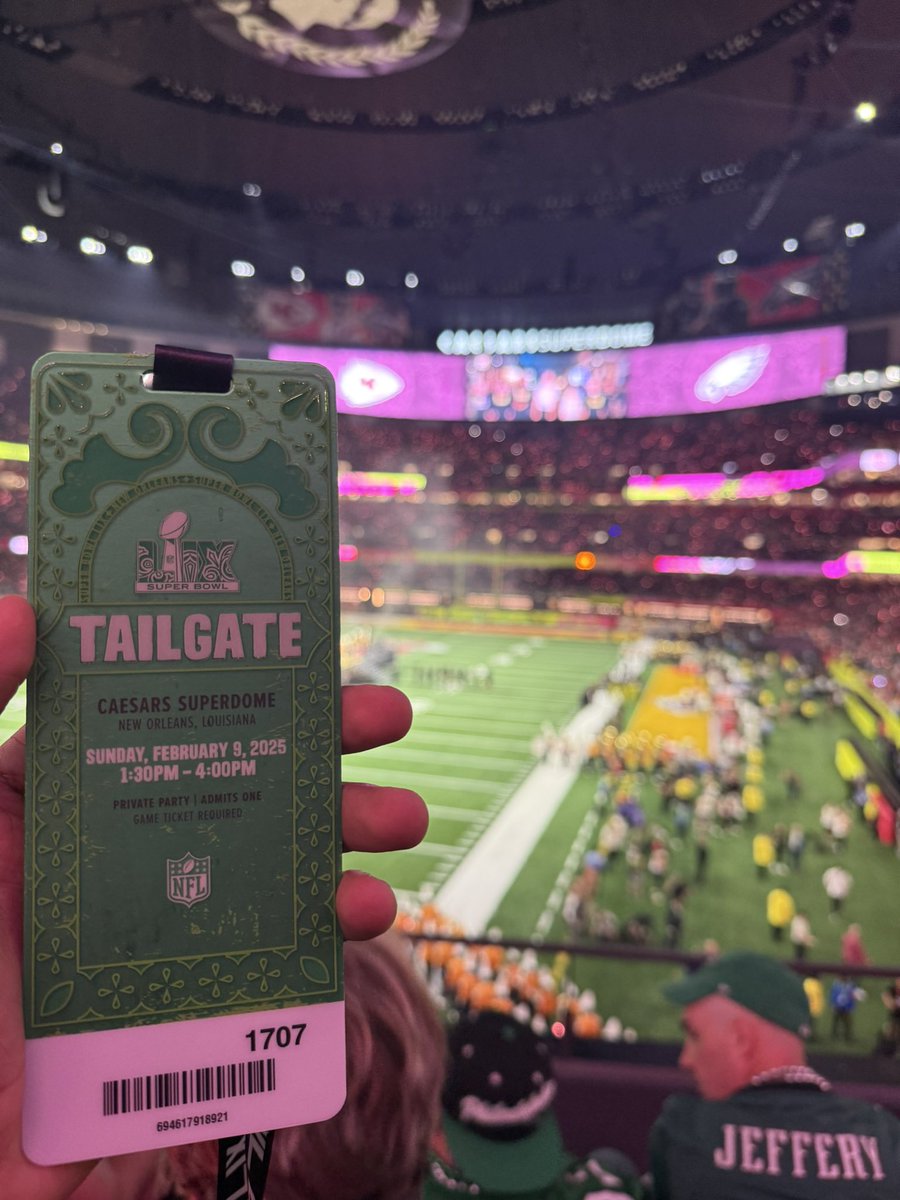 CAESARS SUPERDOME
LIX
SUPER BOWL
TAILGATE
CAESARS SUPERDOME
NEW ORLEANS, LOUISIANA
SUNDAY, FEBRUARY 9, 2025
1:30PM – 4:00PM
PRIVATE PARTY | ADMITS ONE
GAME TICKET REQUIRED
NFL
1707
694617918921
JEFFERY